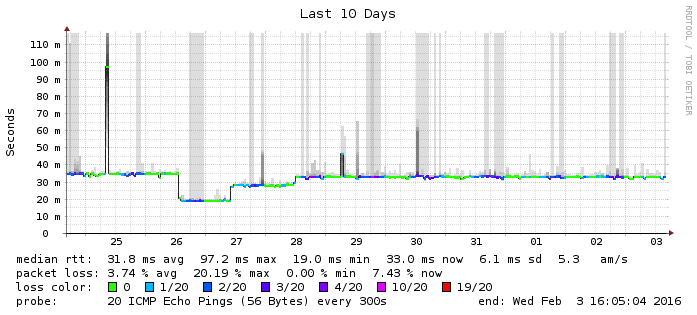 Last 10 Days
RRDTOOL / TOBI OETIKER
Seconds
110 m
100 m
90 m
80 m
70 m
60 m
50 m
40 m
30 m
20 m
10 m
0
25 26 27 28 29 30 31 01 02 03
median rtt: 31.8 ms avg 97.2 ms max 19.0 ms min 33.0 ms now 6.1 ms sd 5.3 am/s
packet loss: 3.74 % avg 20.19 % max 0.00 % min 7.43 % now
loss color: 0 1/20 2/20 3/20 4/20 10/20 19/20
probe: 20 ICMP Echo Pings (56 Bytes) every 300s end: Wed Feb 3 16:05:04 2016